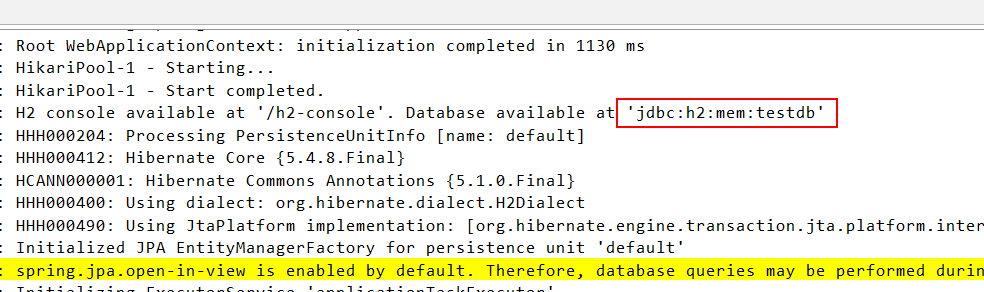 : Root WebApplicationContext: initialization completed in 1130 ms
: HikariPool-1 - Starting...
: HikariPool-1 - Start completed.
: H2 console available at '/h2-console'. Database available at 'jdbc:h2:mem:testdb'
: HHH000204: Processing PersistenceUnitInfo [name: default]
: HHH000412: Hibernate Core {5.4.8.Final}
: HCANN000001: Hibernate Commons Annotations {5.1.0.Final}
: HHH000400: Using dialect: org.hibernate.dialect.H2Dialect
: HHH000490: Using JtaPlatform implementation: [org.hibernate.engine.transaction.jta.platform.inter
: Initialized JPA EntityManagerFactory for persistence unit 'default'
: spring.jpa.open-in-view is enabled by default. Therefore, database queries may be performed durin
: Initializing ExecutorService 'applicationTaskExecutor'